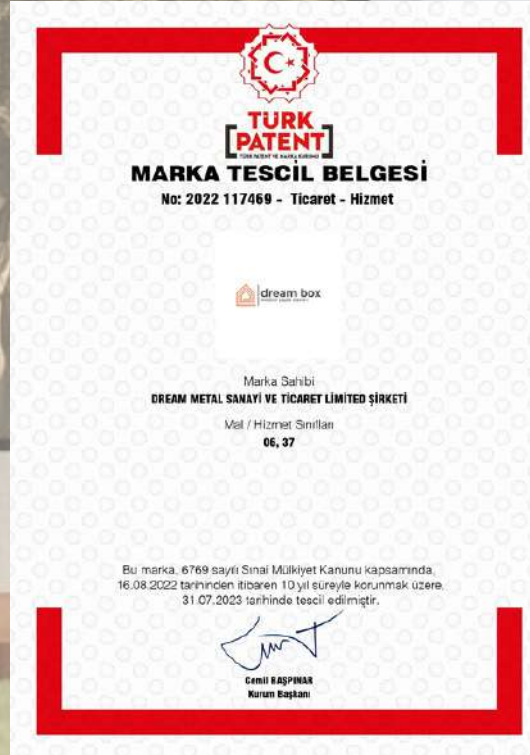 TÜRK
PATENT
TÜRK PATENT VE MARKA KURUMU
MARKA TESCİL BELGESİ
No: 2022 117469 - Ticaret - Hizmet
dream box
Marka Sahibi
DREAM METAL SANAYİ VE TİCARET LİMİTED ŞİRKETİ
Mal / Hizmet Sınıfları
06, 37
Bu marka, 6769 sayılı Sınai Mülkiyet Kanunu kapsamında,
16.08.2022 tarihinden itibaren 10 yıl süreyle korunmak üzere,
31.07.2023 tarihinde tescil edilmiştir.
Cemil BAŞPINAR
Kurum Başkanı